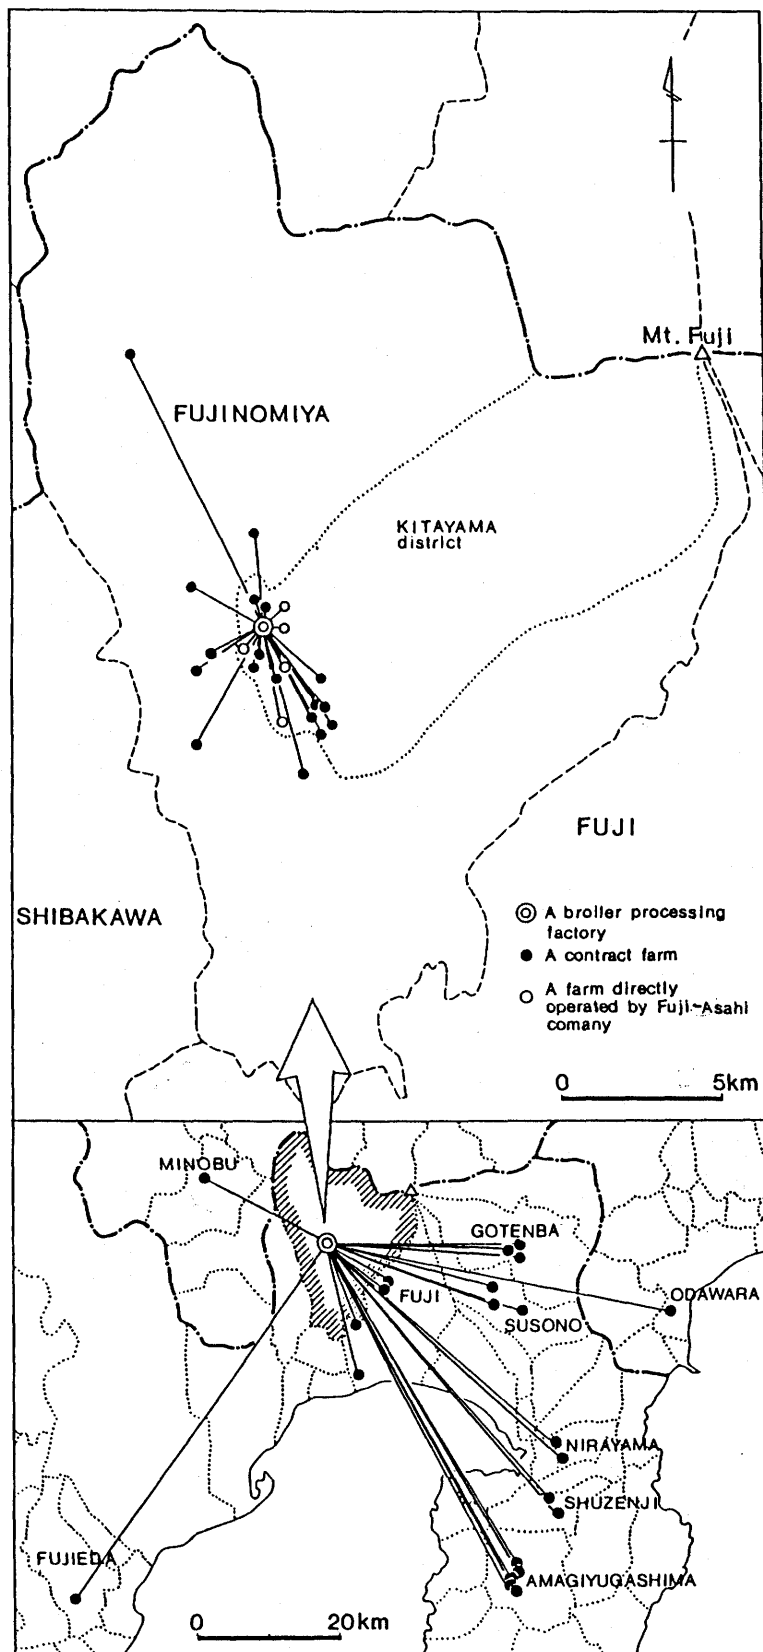 Mt. Fuji
FUJINOMIYA
KITAYAMA
district
FUJI
SHIBAKAWA
A broiler processing
factory
A contract farm
A farm directly
operated by Fuji-Asahi
comany
0 5km
MINOBU
GOTENBA
FUJI
ODAWARA
SUSONO
NIRAYAMA
SHUZENJI
FUJIEDA
AMAGIYUGASHIMA
0 20km